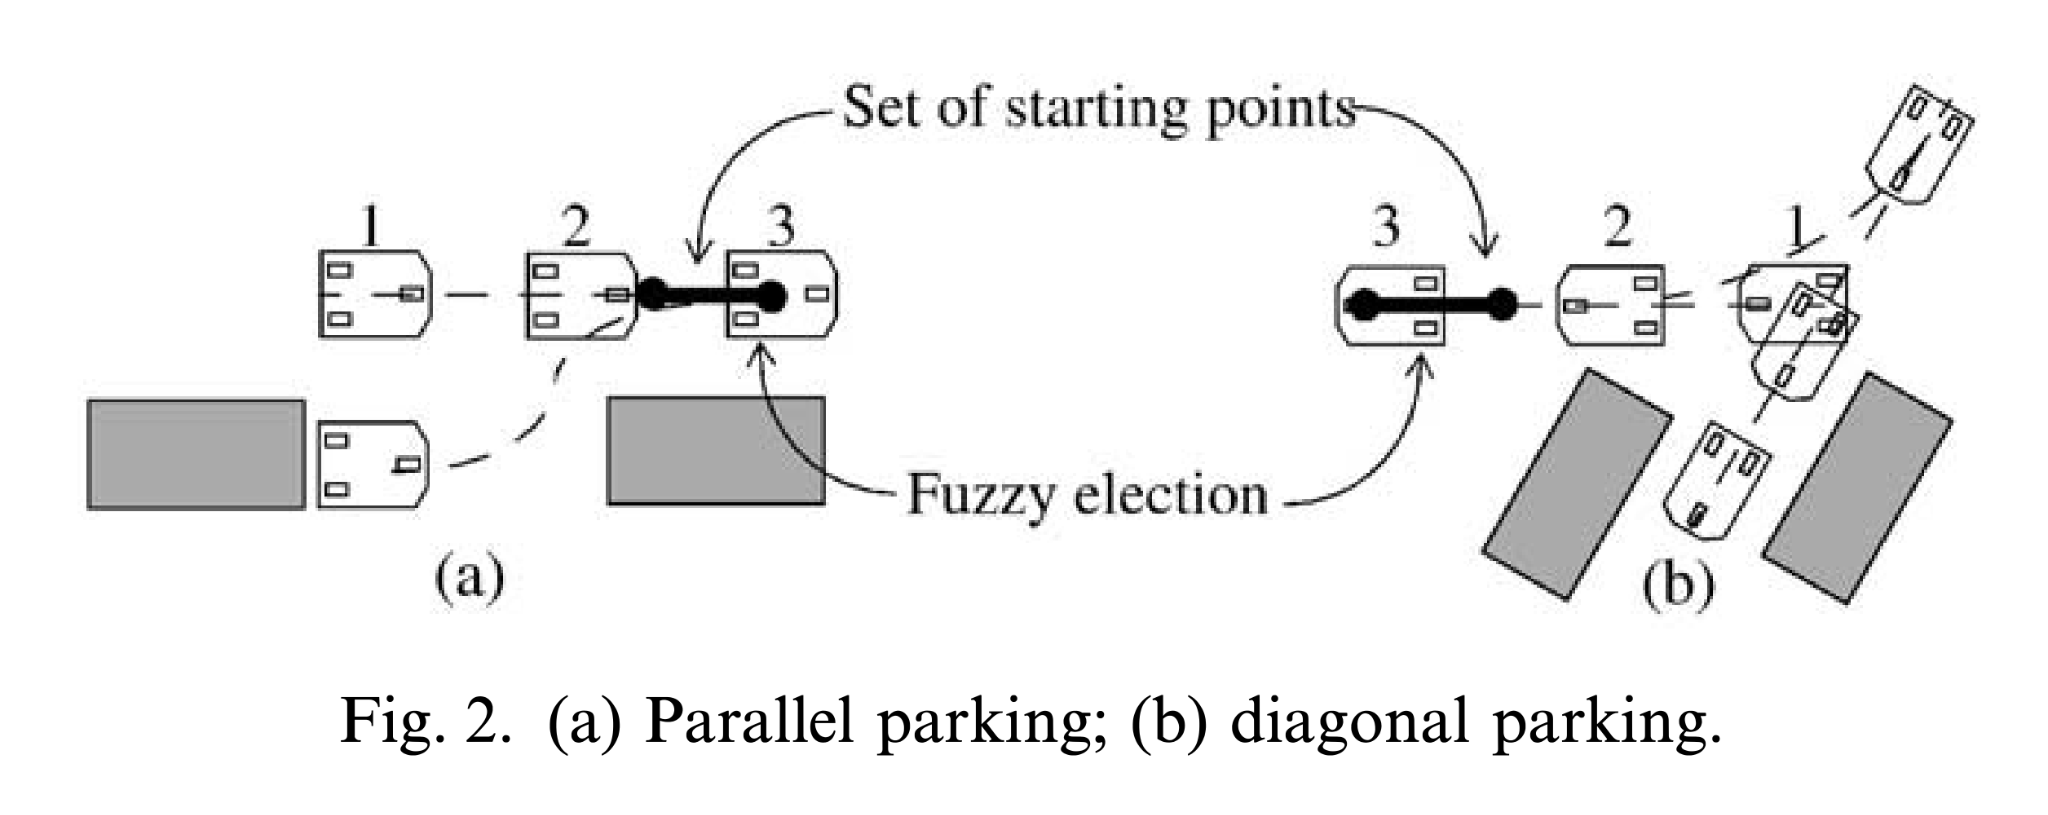 Set of starting points
1 2 3 3 2 1
Fuzzy election
(a) (b)
Fig. 2. (a) Parallel parking; (b) diagonal parking.